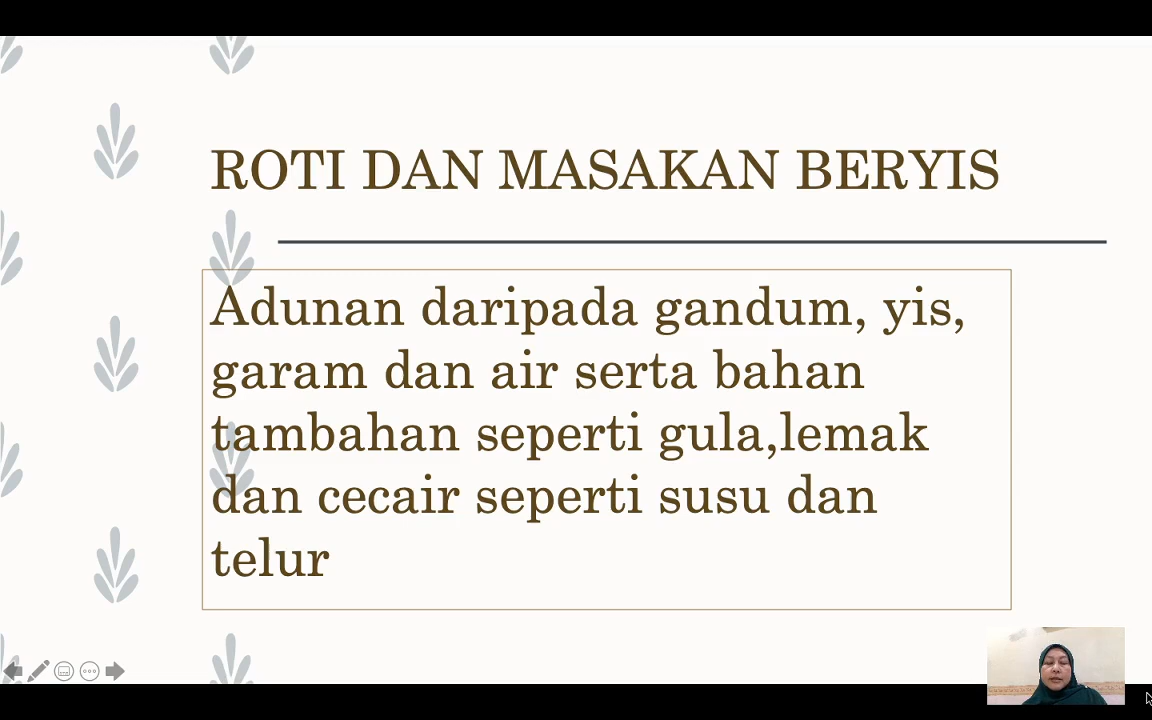 ROTI DAN MASAKAN BERYIS
Adunan daripada gandum, yis,
garam dan air serta bahan
tambahan seperti gula,lemak
dan cecair seperti susu dan
telur